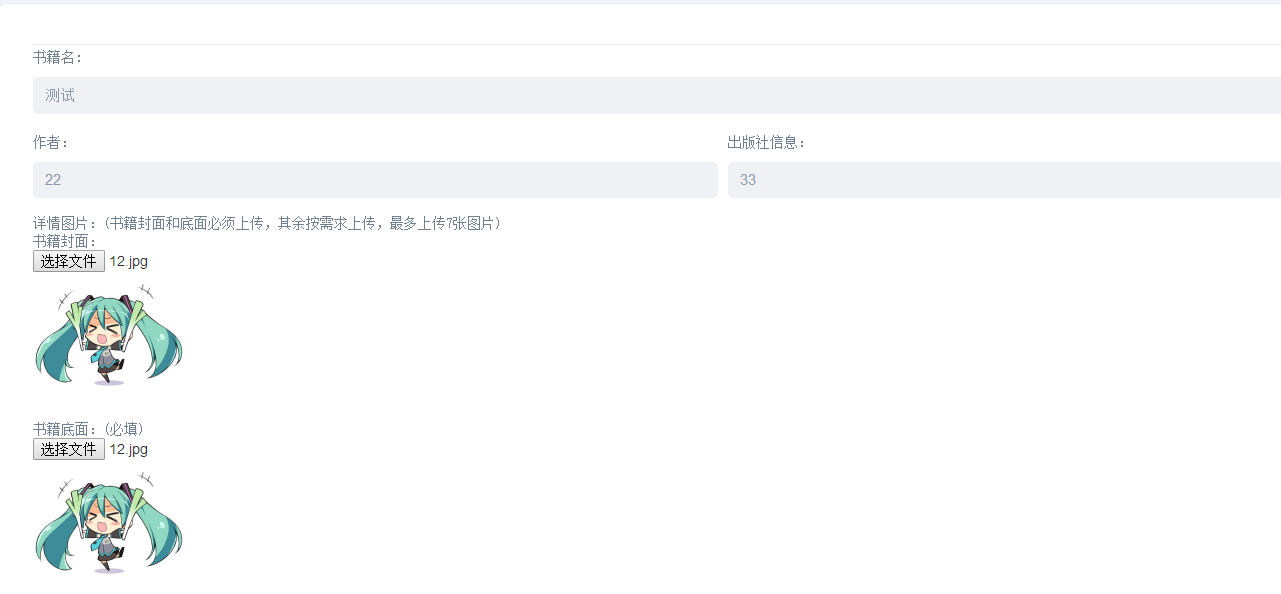 书籍名：
测试
作者： 出版社信息：
22 33
详情图片：(书籍封面和底面必须上传，其余按需求上传，最多上传7张图片)
书籍封面：
选择文件 12.jpg
书籍底面：(必填)
选择文件 12.jpg